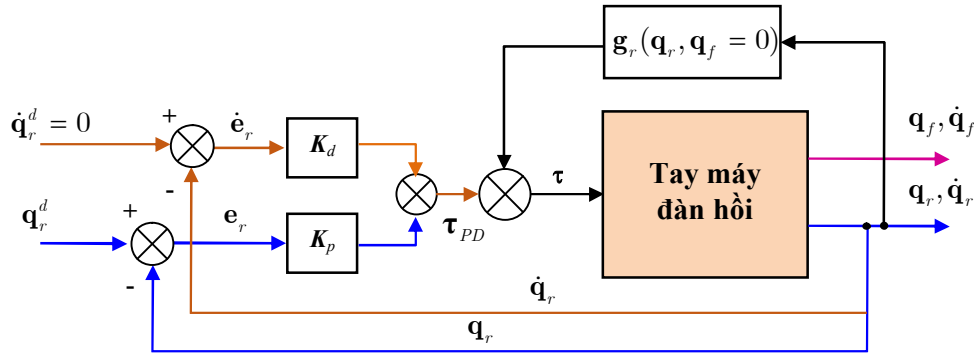 g_r(q_r, q_f = 0)
q̇_r^d = 0
+
ė_r
K_d
-
q_r^d
+
e_r
K_p
-
τ_PD
τ
Tay máy
đàn hồi
q_f, q̇_f
q_r, q̇_r
q̇_r
q_r